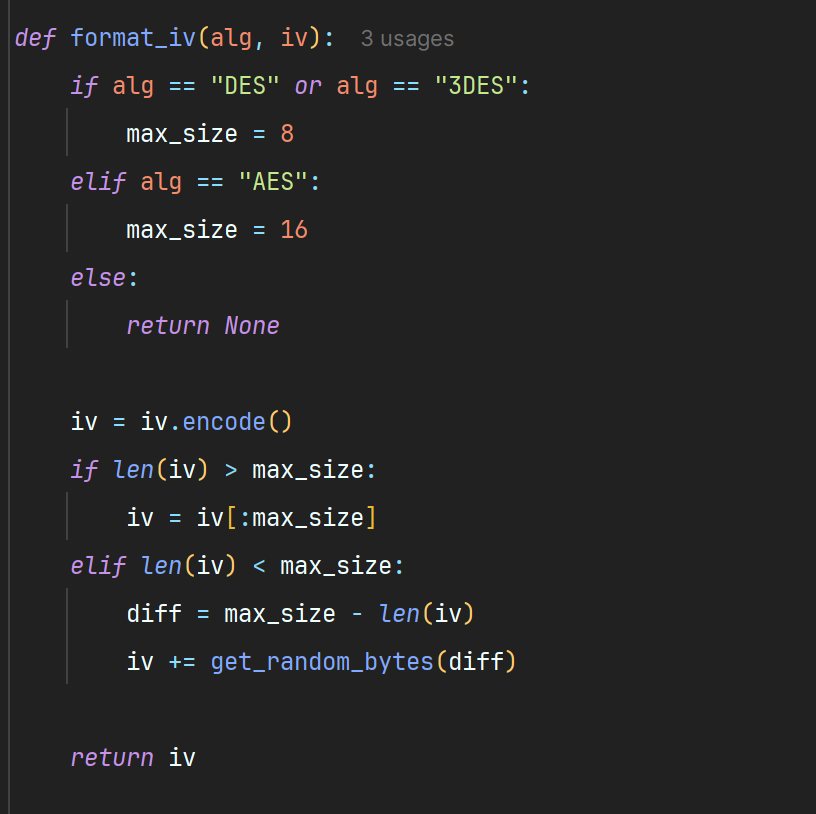 def format_iv(alg, iv):  3 usages
    if alg == "DES" or alg == "3DES":
        max_size = 8
    elif alg == "AES":
        max_size = 16
    else:
        return None

    iv = iv.encode()
    if len(iv) > max_size:
        iv = iv[:max_size]
    elif len(iv) < max_size:
        diff = max_size - len(iv)
        iv += get_random_bytes(diff)

    return iv